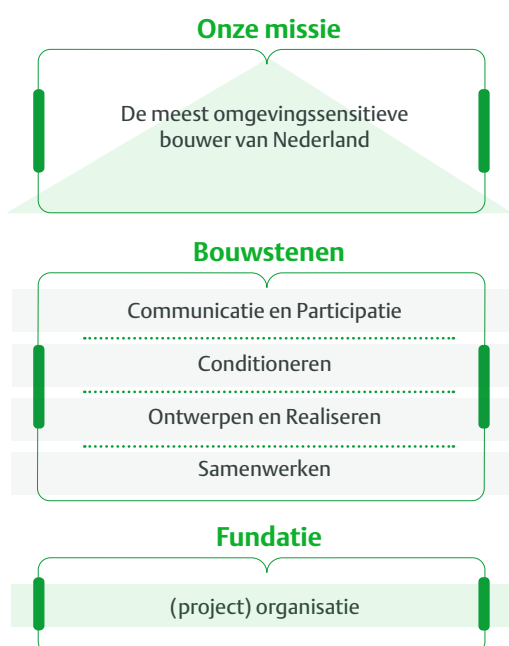 Onze missie
De meest omgevingssensitieve
bouwer van Nederland
Bouwstenen
Communicatie en Participatie
Conditioneren
Ontwerpen en Realiseren
Samenwerken
Fundatie
(project) organisatie